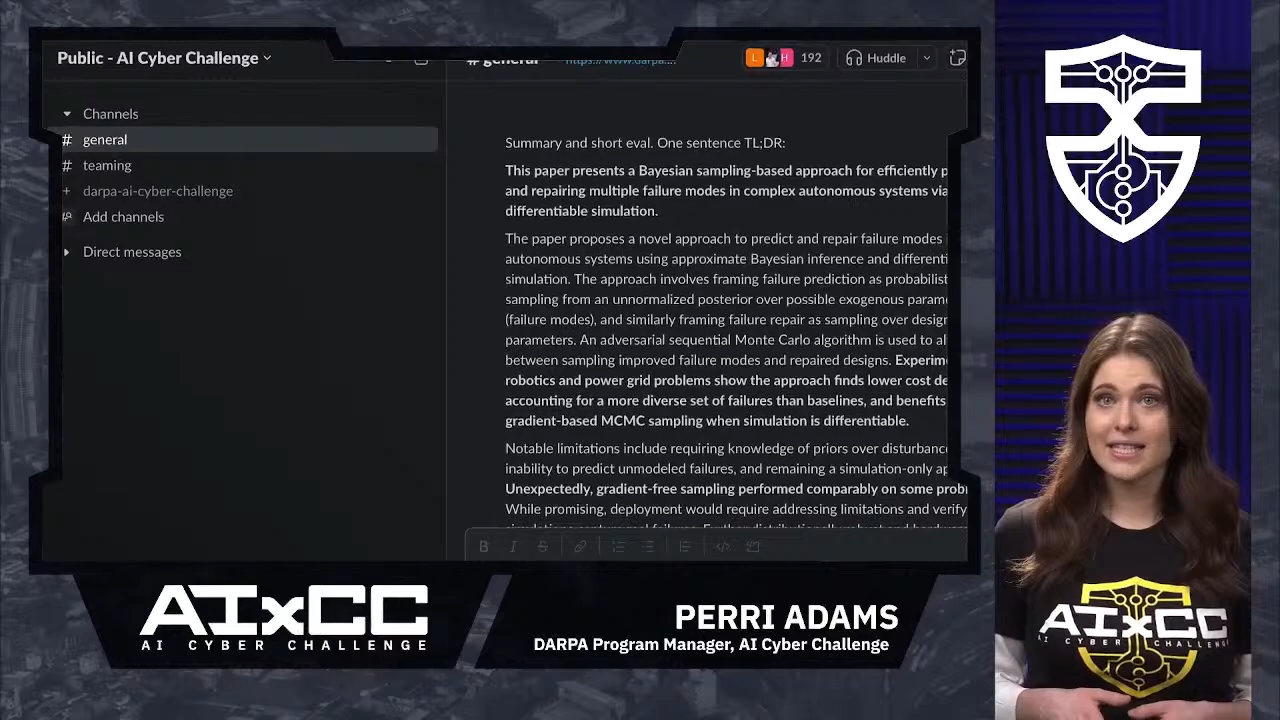 Public - AI Cyber Challenge
# general
https://www.darpa....
L
H
192
Huddle
Channels
# general
# teaming
+ darpa-ai-cyber-challenge
Add channels
Direct messages
Summary and short eval. One sentence TL;DR:
This paper presents a Bayesian sampling-based approach for efficiently p
and repairing multiple failure modes in complex autonomous systems via
differentiable simulation.
The paper proposes a novel approach to predict and repair failure modes
autonomous systems using approximate Bayesian inference and differenti
simulation. The approach involves framing failure prediction as probabilist
sampling from an unnormalized posterior over possible exogenous param
(failure modes), and similarly framing failure repair as sampling over design
parameters. An adversarial sequential Monte Carlo algorithm is used to al
between sampling improved failure modes and repaired designs. Experim
robotics and power grid problems show the approach finds lower cost de
accounting for a more diverse set of failures than baselines, and benefits
gradient-based MCMC sampling when simulation is differentiable.
Notable limitations include requiring knowledge of priors over disturbance
inability to predict unmodeled failures, and remaining a simulation-only ap
Unexpectedly, gradient-free sampling performed comparably on some prob
While promising, deployment would require addressing limitations and verify
B I S
AIxCC
AI CYBER CHALLENGE
PERRI ADAMS
DARPA Program Manager, AI Cyber Challenge
AIxCC
AI CYBER CHALLENGE